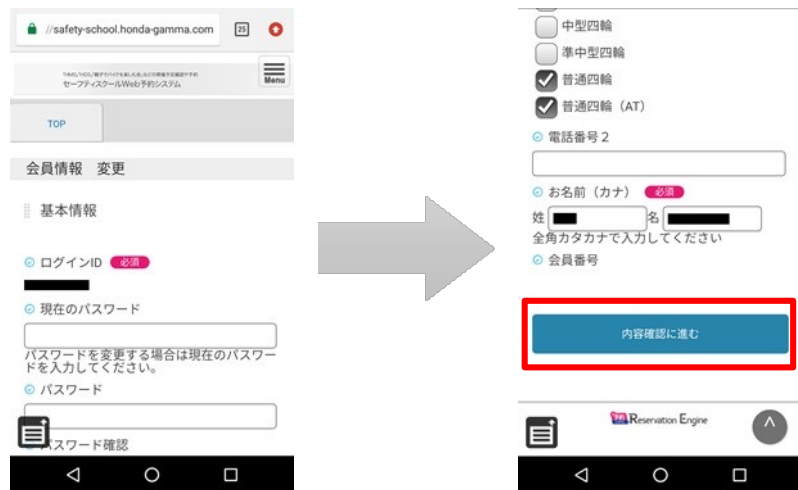 //safety-school.honda-gamma.com
25
セーフティスクールWeb予約システム
Menu
TOP
会員情報 変更
基本情報
ログインID 必須
現在のパスワード
パスワードを変更する場合は現在のパスワー
ドを入力してください。
パスワード
パスワード確認
中型四輪
準中型四輪
普通四輪
普通四輪（AT）
電話番号２
お名前（カナ） 必須
姓 名
全角カタカナで入力してください
会員番号
内容確認に進む
Reservation Engine